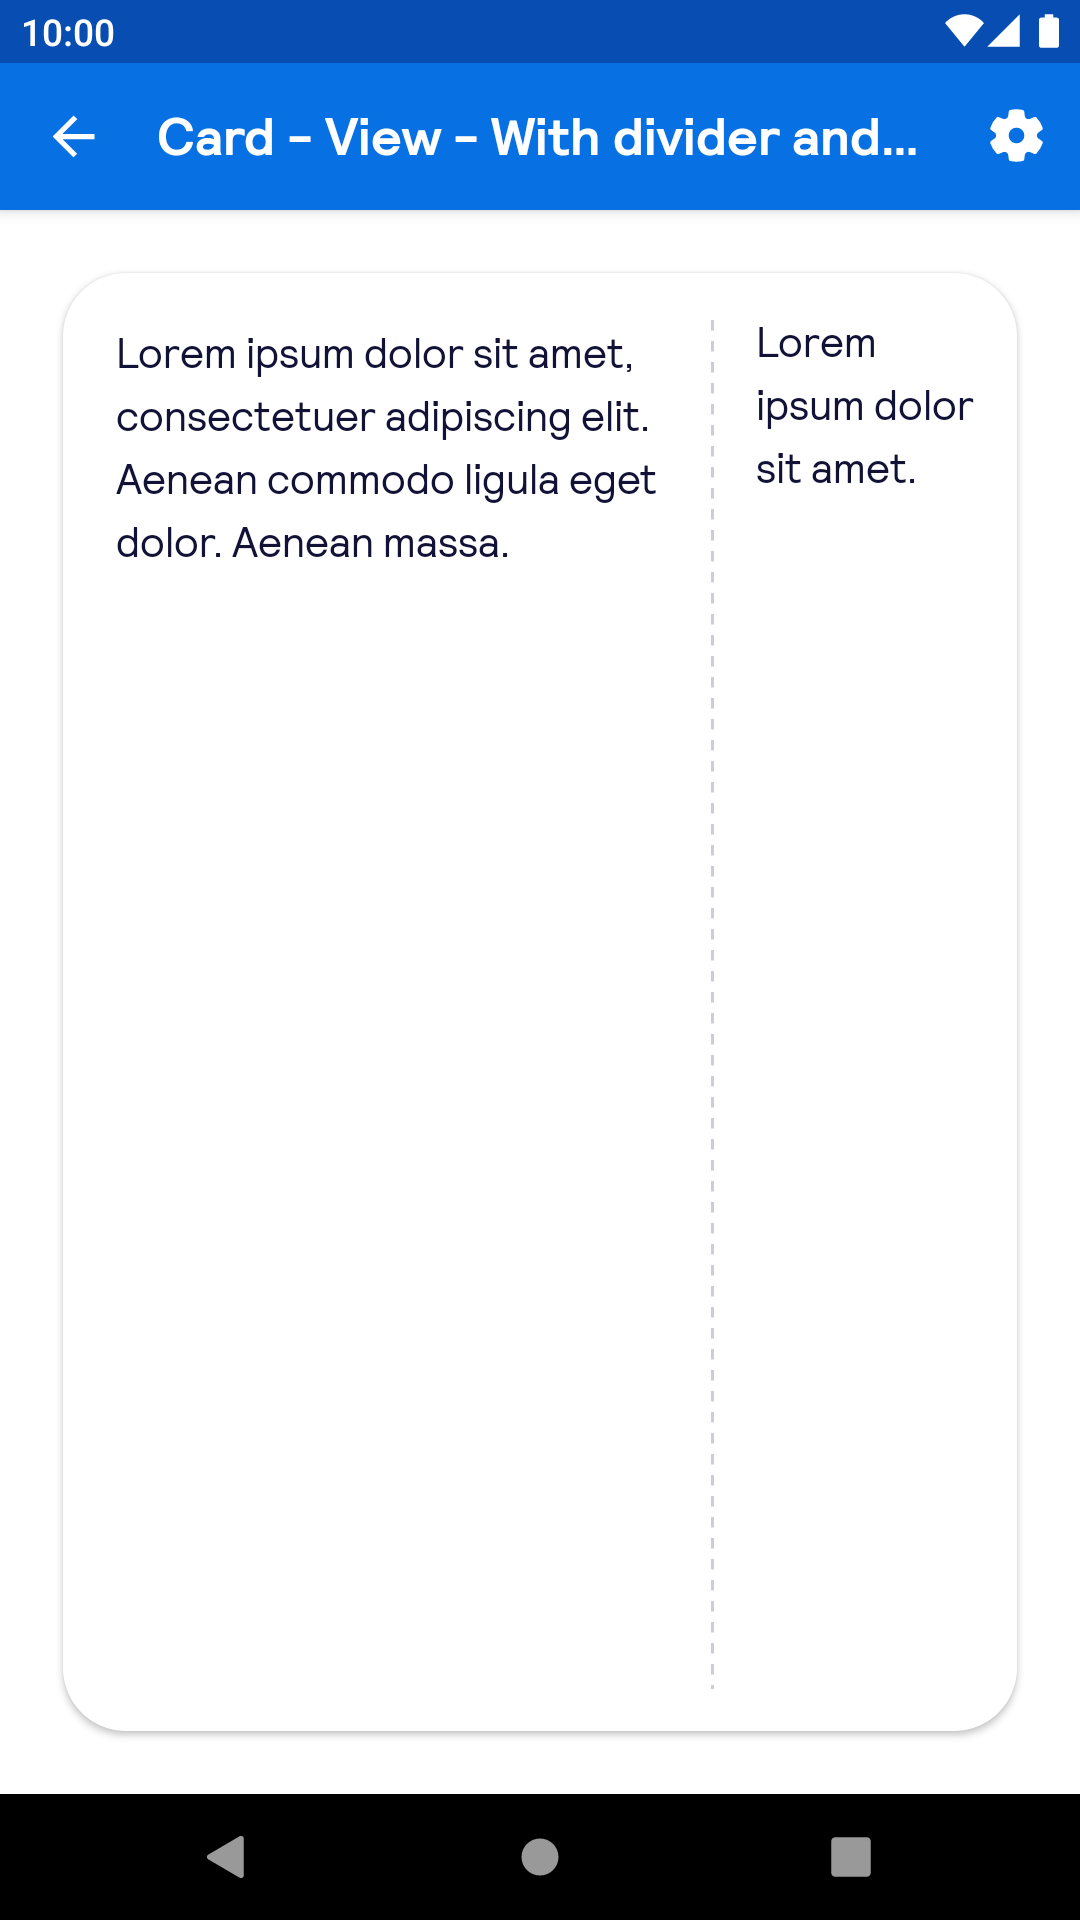 10:00
Card - View - With divider and...
Lorem ipsum dolor sit amet,
consectetuer adipiscing elit.
Aenean commodo ligula eget
dolor. Aenean massa.
Lorem
ipsum dolor
sit amet.